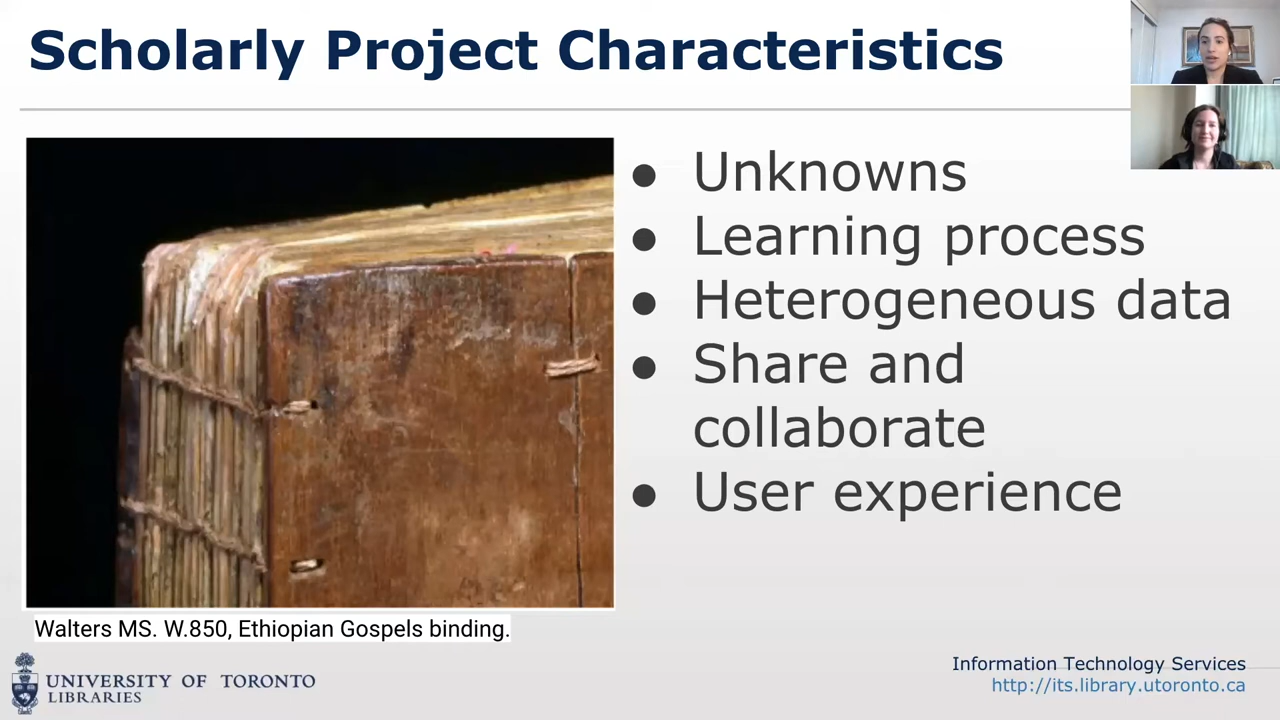 Scholarly Project Characteristics
● Unknowns
● Learning process
● Heterogeneous data
● Share and
collaborate
● User experience
Walters MS. W.850, Ethiopian Gospels binding.
UNIVERSITY OF TORONTO
LIBRARIES
Information Technology Services
http://its.library.utoronto.ca